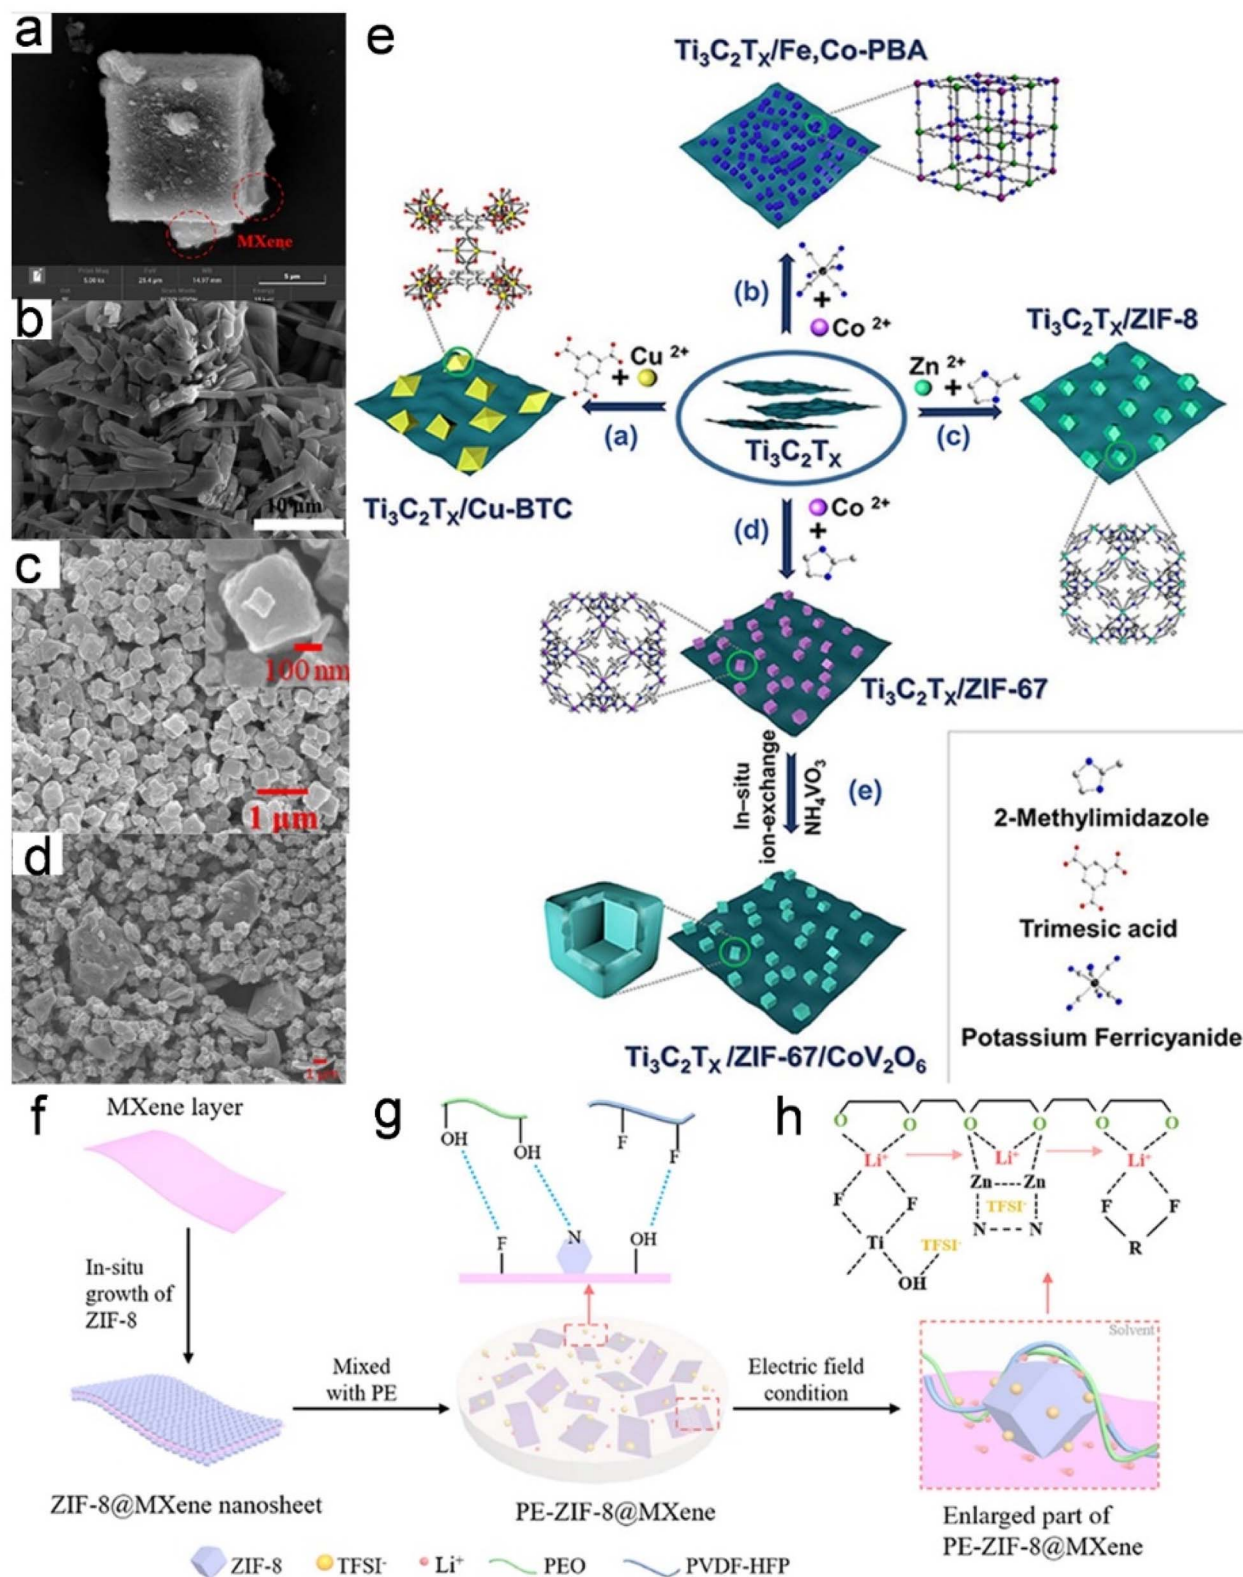 a
MXene
5 μm
b
10 μm
c
100 nm
1 μm
d
1 μm
e
Ti₃C₂Tₓ/Fe,Co-PBA
(b)
+
Co ²⁺
Ti₃C₂Tₓ/ZIF-8
Zn ²⁺
+
(c)
Cu ²⁺
+
(a)
Ti₃C₂Tₓ
Ti₃C₂Tₓ/Cu-BTC
(d)
Co ²⁺
+
Ti₃C₂Tₓ/ZIF-67
In–situ
ion-exchange
NH₄VO₃
(e)
Ti₃C₂Tₓ /ZIF-67/CoV₂O₆
2-Methylimidazole
Trimesic acid
Potassium Ferricyanide
f
MXene layer
In-situ
growth of
ZIF-8
ZIF-8@MXene nanosheet
Mixed
with PE
g
OH
OH
F
F
F
N
OH
PE-ZIF-8@MXene
Electric field
condition
h
O O O O O O
Li⁺ Li⁺ Li⁺
Zn Zn
F F
TFSI⁻
F F
N N
Ti
TFSI⁻
R
OH
Solvent
Enlarged part of
PE-ZIF-8@MXene
ZIF-8 TFSI⁻ Li⁺ PEO PVDF-HFP